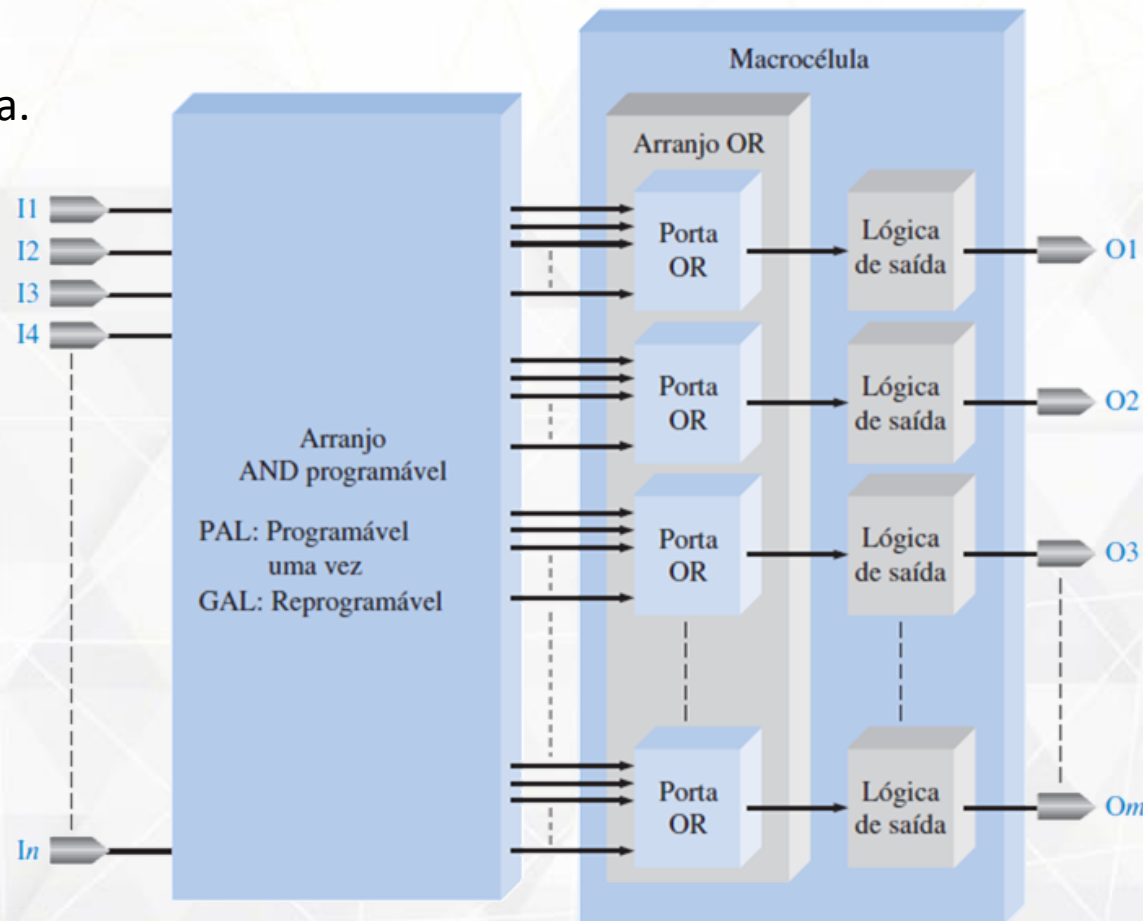 a.
Macrocélula
Arranjo OR
I1
I2
I3
I4
In
Arranjo
AND programável
PAL: Programável
uma vez
GAL: Reprogramável
Porta
OR
Lógica
de saída
O1
Porta
OR
Lógica
de saída
O2
Porta
OR
Lógica
de saída
O3
Porta
OR
Lógica
de saída
Om